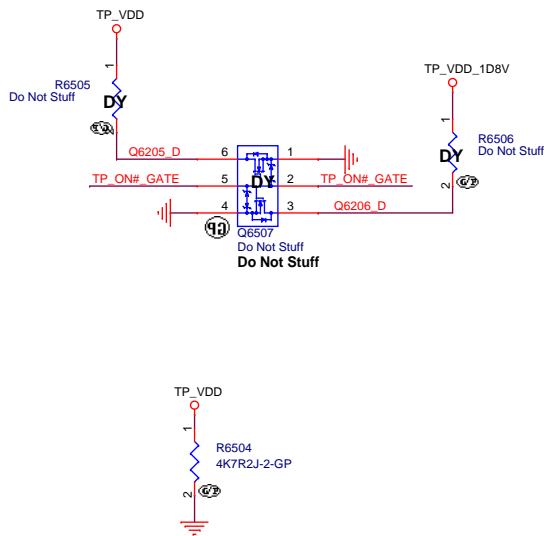 TP_VDD
1
R6505
Do Not Stuff
DY
2
TP_VDD_1D8V
1
R6506
Do Not Stuff
DY
2
G/P
Q6205_D
6
1
TP_ON#_GATE
5
DY
2
TP_ON#_GATE
4
3
Q6206_D
GP
Q6507
Do Not Stuff
Do Not Stuff
TP_VDD
1
R6504
4K7R2J-2-GP
2
G/P